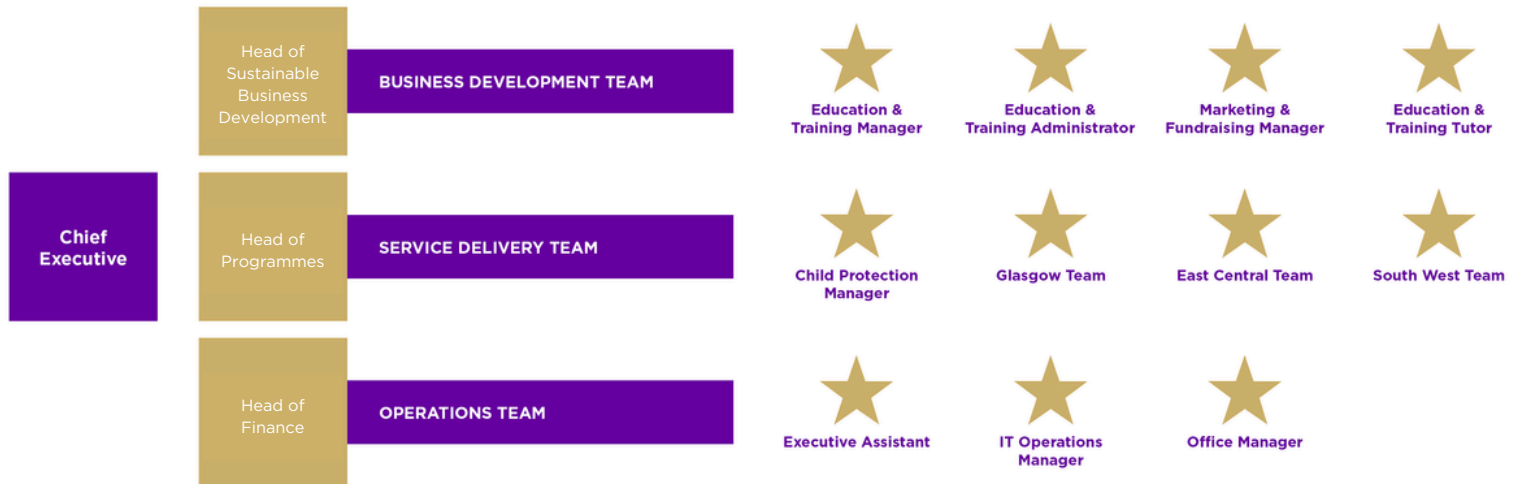 Head of
Sustainable
Business
Development
BUSINESS DEVELOPMENT TEAM
Education &
Training Manager
Education &
Training Administrator
Marketing &
Fundraising Manager
Education &
Training Tutor
Chief
Executive
Head of
Programmes
SERVICE DELIVERY TEAM
Child Protection
Manager
Glasgow Team
East Central Team
South West Team
Head of
Finance
OPERATIONS TEAM
Executive Assistant
IT Operations
Manager
Office Manager